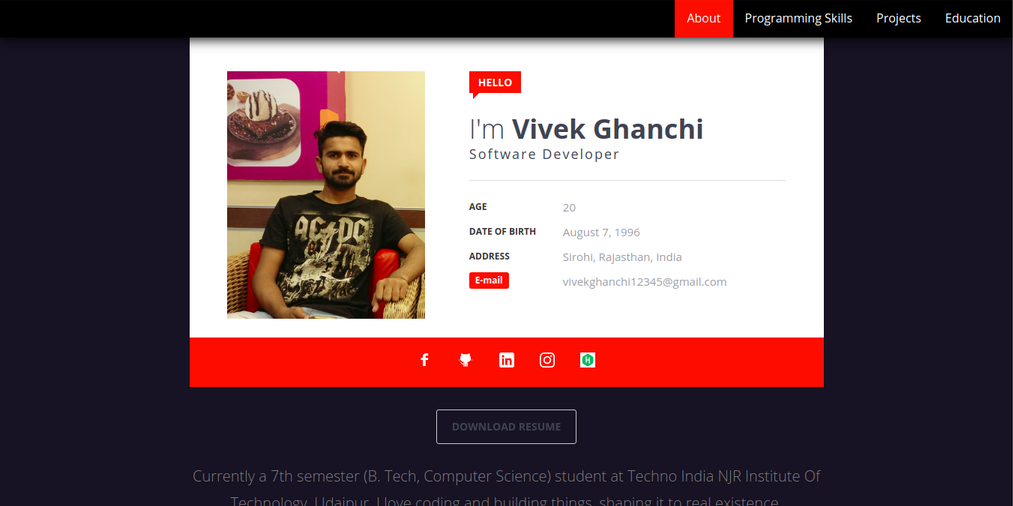 About Programming Skills Projects Education
HELLO
I'm Vivek Ghanchi
Software Developer
AGE 20
DATE OF BIRTH August 7, 1996
ADDRESS Sirohi, Rajasthan, India
E-mail vivekghanchi12345@gmail.com
AC DC
DOWNLOAD RESUME
Currently a 7th semester (B. Tech, Computer Science) student at Techno India NJR Institute Of
Technology, Udaipur. I love coding and building things, shaping it to real existence.